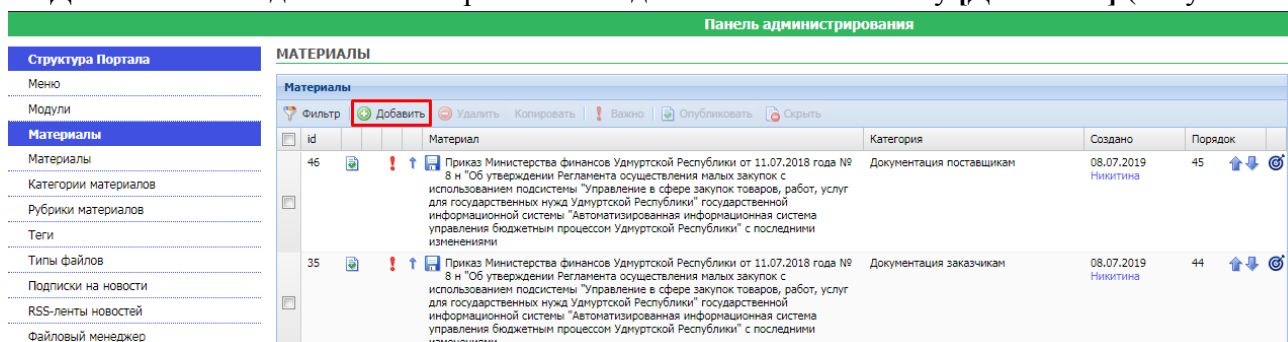 Панель администрирования
Структура Портала
Меню
Модули
Материалы
Материалы
Категории материалов
Рубрики материалов
Теги
Типы файлов
Подписки на новости
RSS-ленты новостей
Файловый менеджер
МАТЕРИАЛЫ
Материалы
Фильтр Добавить Удалить Копировать Важно Опубликовать Скрыть
id Материал Категория Создано Порядок
46 Приказ Министерства финансов Удмуртской Республики от 11.07.2018 года № Документация поставщикам 08.07.2019 45
8 н "Об утверждении Регламента осуществления малых закупок с Никитина
использованием подсистемы "Управление в сфере закупок товаров, работ, услуг
для государственных нужд Удмуртской Республики" государственной
информационной системы "Автоматизированная информационная система
управления бюджетным процессом Удмуртской Республики" с последними
изменениями
35 Приказ Министерства финансов Удмуртской Республики от 11.07.2018 года № Документация заказчикам 08.07.2019 44
8 н "Об утверждении Регламента осуществления малых закупок с Никитина
использованием подсистемы "Управление в сфере закупок товаров, работ, услуг
для государственных нужд Удмуртской Республики" государственной
информационной системы "Автоматизированная информационная система
управления бюджетным процессом Удмуртской Республики" с последними
изменениями